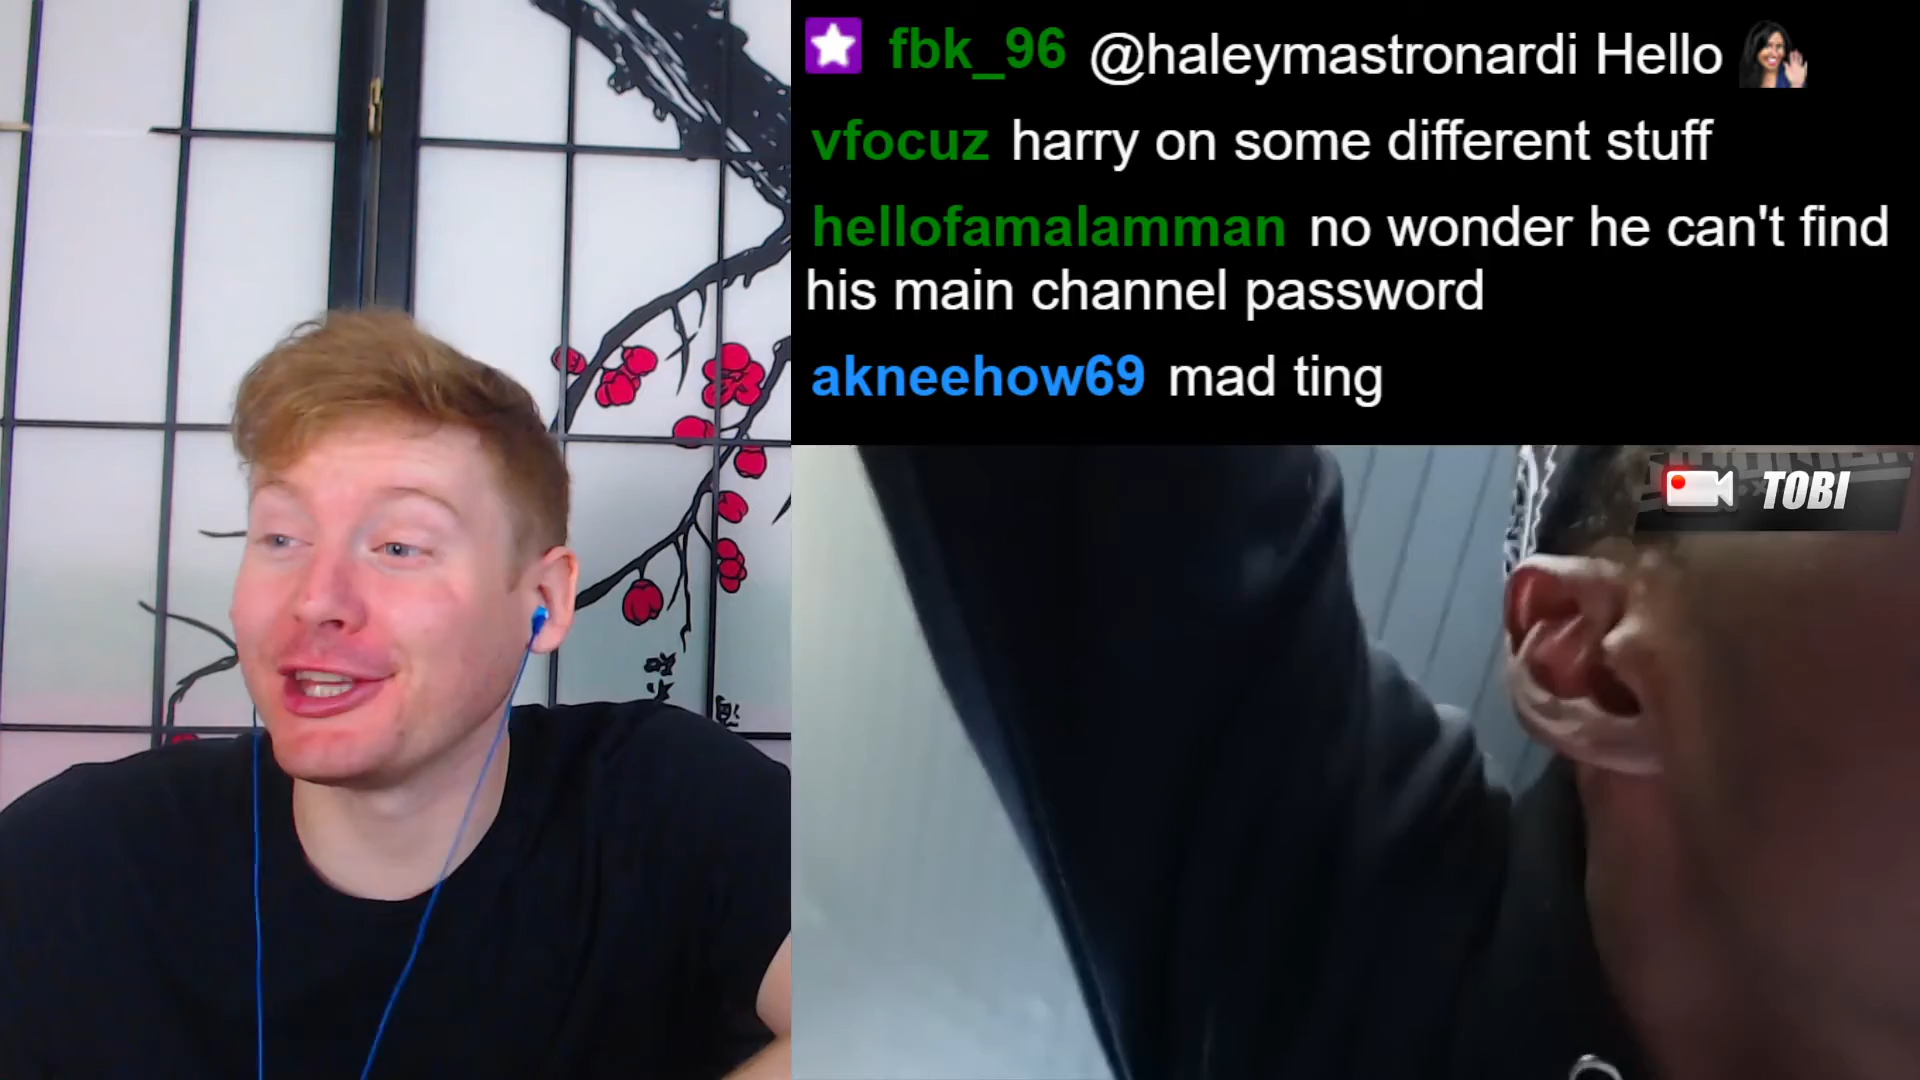 fbk_96 @haleymastronardi Hello
vfocuz harry on some different stuff
hellofamalamman no wonder he can't find
his main channel password
akneehow69 mad ting
TOBI